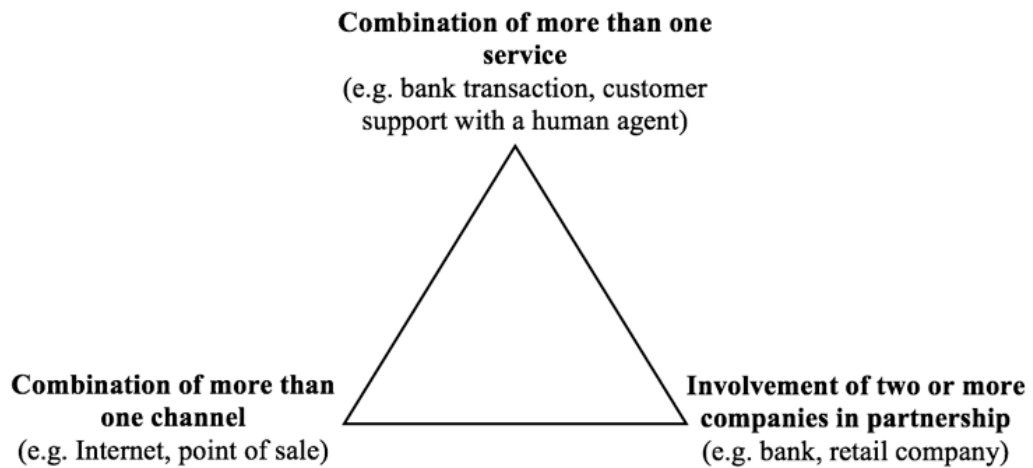 Combination of more than one
service
(e.g. bank transaction, customer
support with a human agent)
Combination of more than
one channel
(e.g. Internet, point of sale)
Involvement of two or more
companies in partnership
(e.g. bank, retail company)